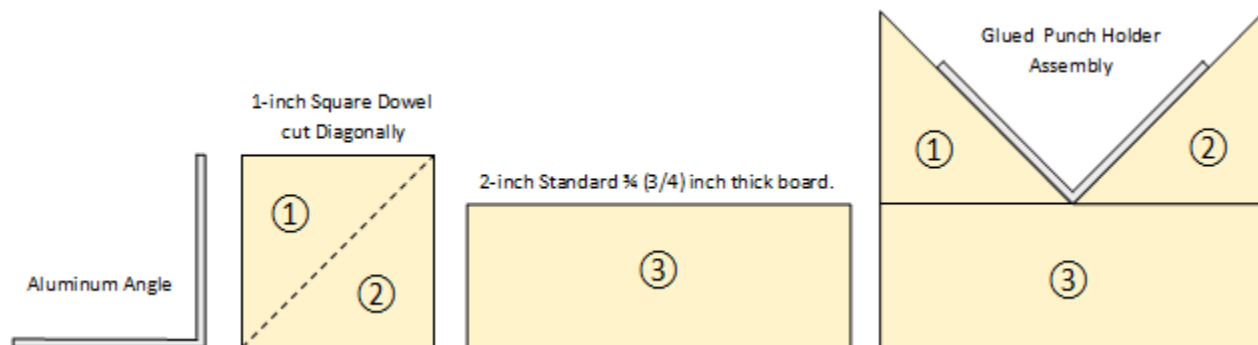 Aluminum Angle
1-inch Square Dowel
cut Diagonally
①
②
2-inch Standard ¾ (3/4) inch thick board.
③
Glued Punch Holder
Assembly
①
②
③